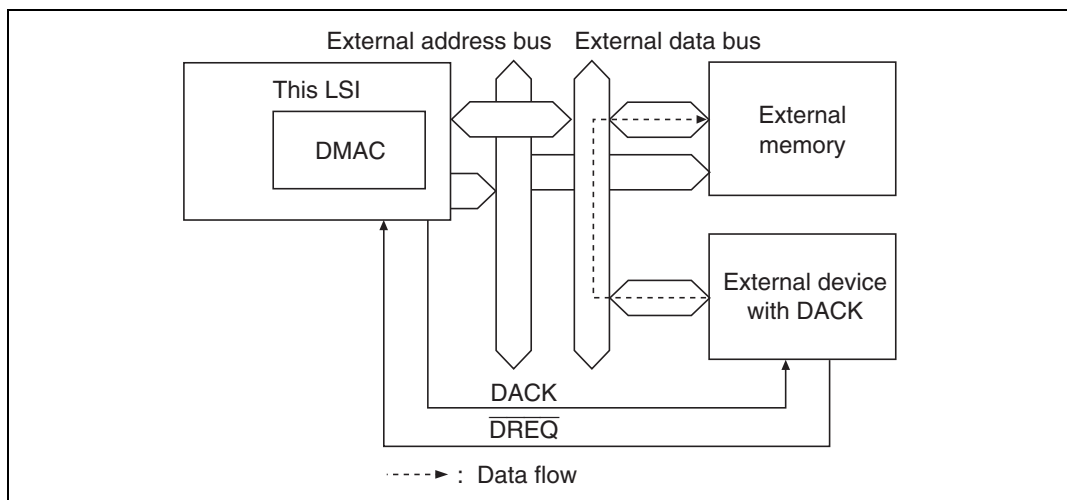 External address bus
External data bus
This LSI
DMAC
External
memory
External device
with DACK
DACK
DREQ
: Data flow